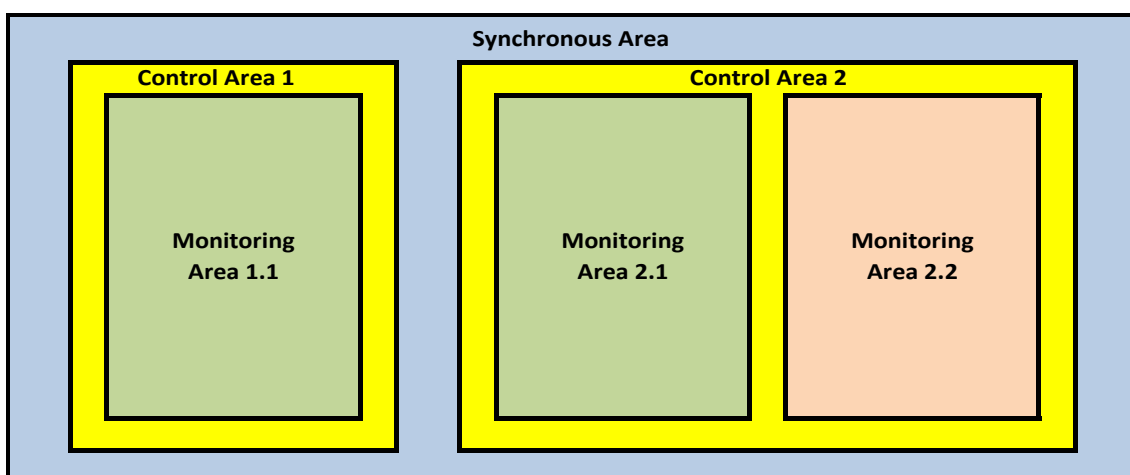 Synchronous Area
Control Area 1
Control Area 2
Monitoring
Area 1.1
Monitoring
Area 2.1
Monitoring
Area 2.2